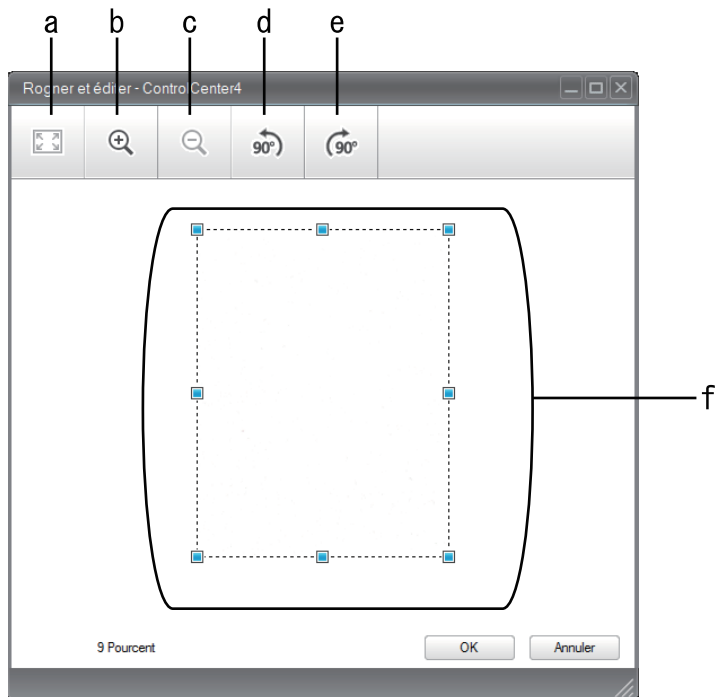 a b c d e
Rogner et éditer - ControlCenter4
90° 90°
f
9 Pourcent OK Annuler